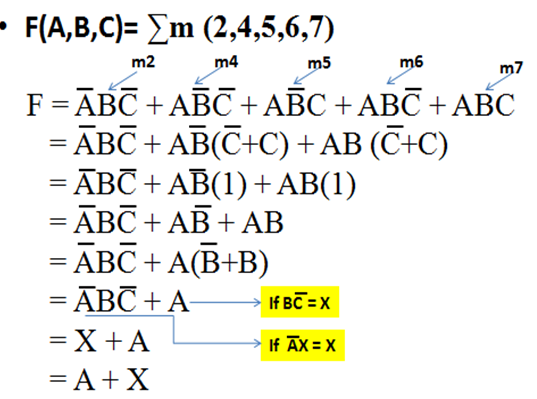 • F(A,B,C)= ∑m (2,4,5,6,7)
m2 m4 m5 m6 m7
F = A̅BC̅ + AB̅C̅ + AB̅C + ABC̅ + ABC
= A̅BC̅ + AB̅(C̅+C) + AB (C̅+C)
= A̅BC̅ + AB̅(1) + AB(1)
= A̅BC̅ + AB̅ + AB
= A̅BC̅ + A(B̅+B)
= A̅BC̅ + A If BC̅ = X
= X + A If A̅X = X
= A + X